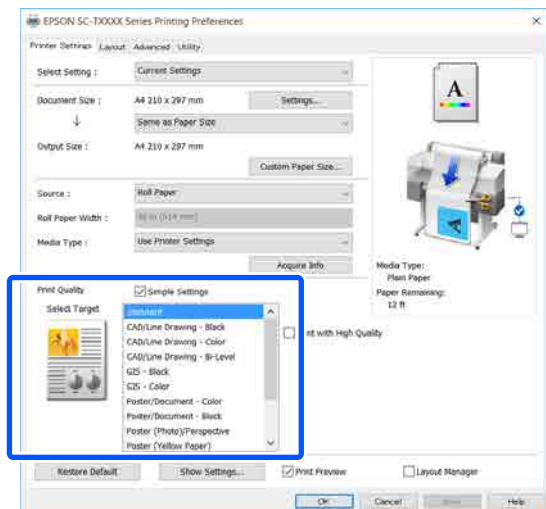 EPSON SC-TXXXX Series Printing Preferences
Printer Settings Layout Advanced Utility
Select Setting : Current Settings
Document Size : A4 210 x 297 mm Settings...
Same as Paper Size
Output Size : A4 210 x 297 mm
Custom Paper Size...
Source : Roll Paper
Roll Paper Width :
Media Type : Use Printer Settings
Acquire Info
Media Type:
Plain Paper
Paper Remaining:
12 ft
Print Quality Simple Settings
Select Target Standard
CAD/Line Drawing - Black
CAD/Line Drawing - Color
CAD/Line Drawing - Bi-Level
GIS - Black
GIS - Color
Poster/Document - Color
Poster/Document - Black
Poster (Photo)/Perspective
Poster (Yellow Paper)
nt with High Quality
Restore Default Show Settings... Print Preview Layout Manager
OK Cancel Help
A
A